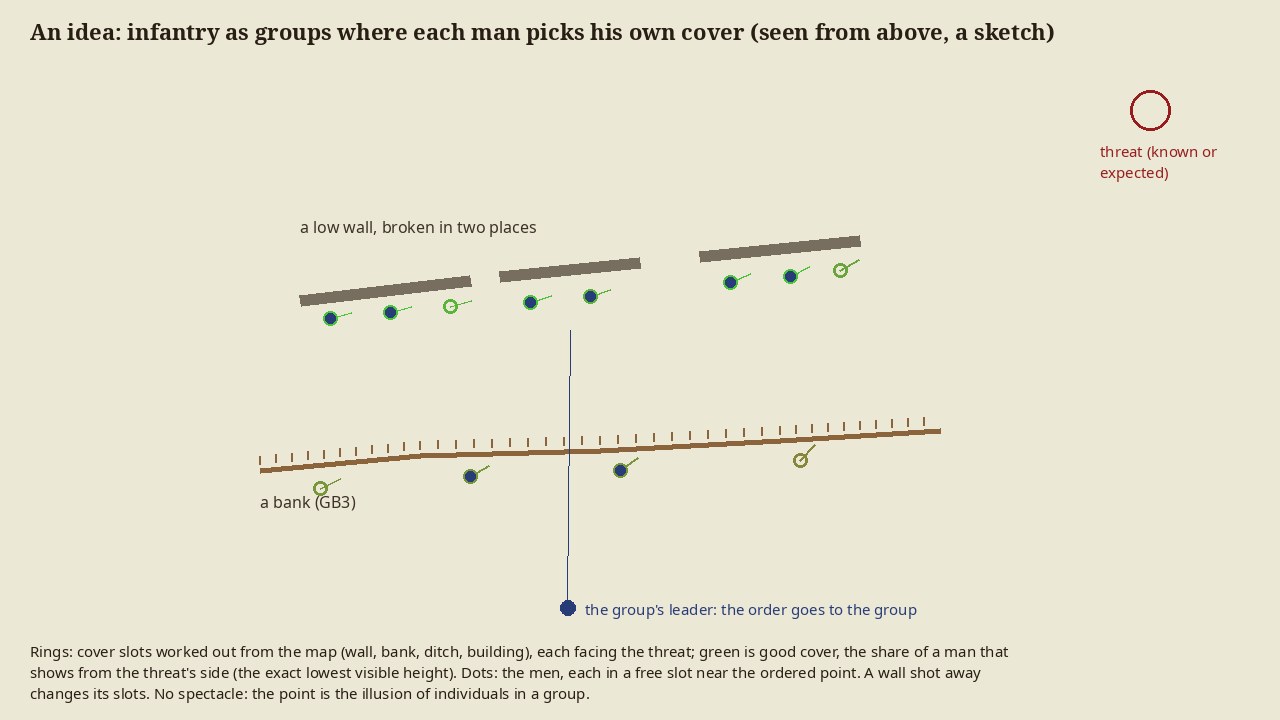 An idea: infantry as groups where each man picks his own cover (seen from above, a sketch)
threat (known or
expected)
a low wall, broken in two places
a bank (GB3)
the group's leader: the order goes to the group
Rings: cover slots worked out from the map (wall, bank, ditch, building), each facing the threat; green is good cover, the share of a man that
shows from the threat's side (the exact lowest visible height). Dots: the men, each in a free slot near the ordered point. A wall shot away
changes its slots. No spectacle: the point is the illusion of individuals in a group.